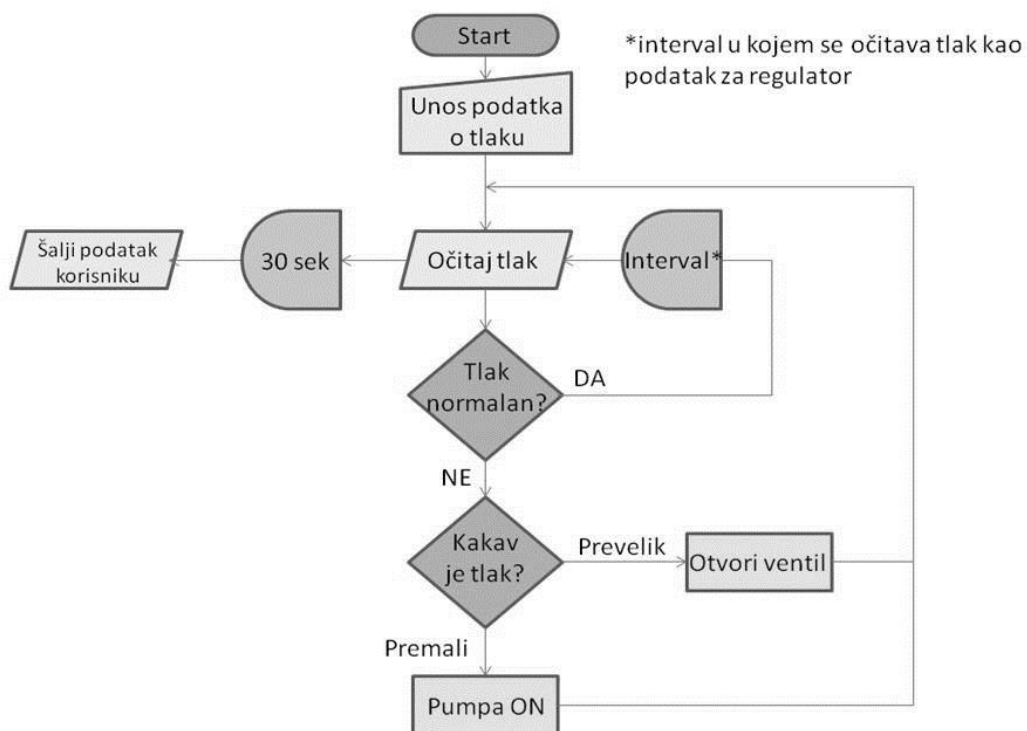 Start
*interval u kojem se očitava tlak kao
podatak za regulator
Unos podatka
o tlaku
Šalji podatak
korisniku
30 sek
Očitaj tlak
Interval*
Tlak
normalan?
DA
NE
Kakav
je tlak?
Prevelik
Otvori ventil
Premali
Pumpa ON